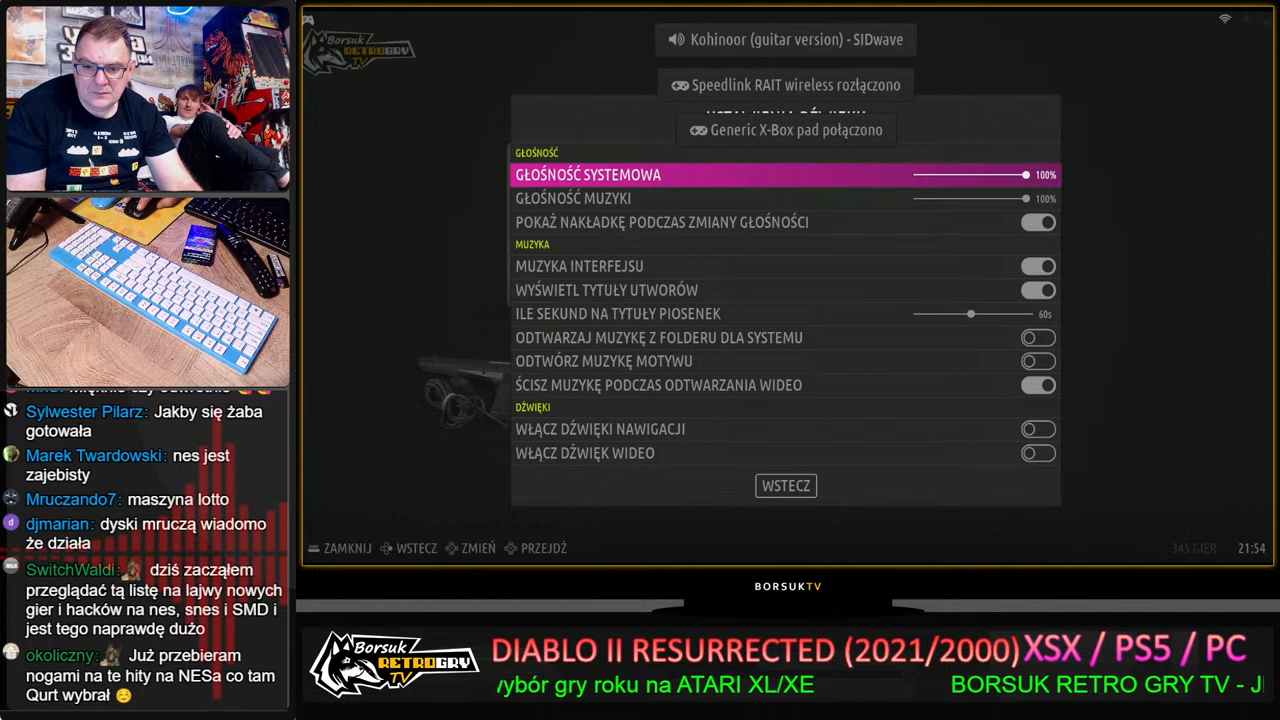 Borsuk
RETROGRY
TV
Kohinoor (guitar version) - SIDwave
Speedlink RAIT wireless rozłączono
Generic X-Box pad połączono
GŁOŚNOŚĆ
GŁOŚNOŚĆ SYSTEMOWA 100%
GŁOŚNOŚĆ MUZYKI 100%
POKAŻ NAKŁADKĘ PODCZAS ZMIANY GŁOŚNOŚCI
MUZYKA
MUZYKA INTERFEJSU
WYŚWIETL TYTUŁY UTWORÓW
ILE SEKUND NA TYTUŁY PIOSENEK 60s
ODTWARZAJ MUZYKĘ Z FOLDERU DLA SYSTEMU
ODTWÓRZ MUZYKĘ MOTYWU
ŚCISZ MUZYKĘ PODCZAS ODTWARZANIA WIDEO
DŹWIĘKI
WŁĄCZ DŹWIĘKI NAWIGACJI
WŁĄCZ DŹWIĘK WIDEO
WSTECZ
ZAMKNIJ WSTECZ ZMIEŃ PRZEJDŹ
345 GIER 21:54
Sylwester Pilarz: Jakby się żaba
gotowała
Marek Twardowski: nes jest
zajebisty
Mruczando7: maszyna lotto
djmarian: dyski mruczą wiadomo
że działa
SwitchWaldi: dziś zacząłem
przeglądać tą listę na lajwy nowych
gier i hacków na nes, snes i SMD i
jest tego naprawdę dużo
okoliczny: Już przebieram
nogami na te hity na NESa co tam
Qurt wybrał
BORSUKTV
Borsuk
RETROGRY
TV
DIABLO II RESURRECTED (2021/2000) XSX / PS5 / PC
wybór gry roku na ATARI XL/XE BORSUK RETRO GRY TV - J